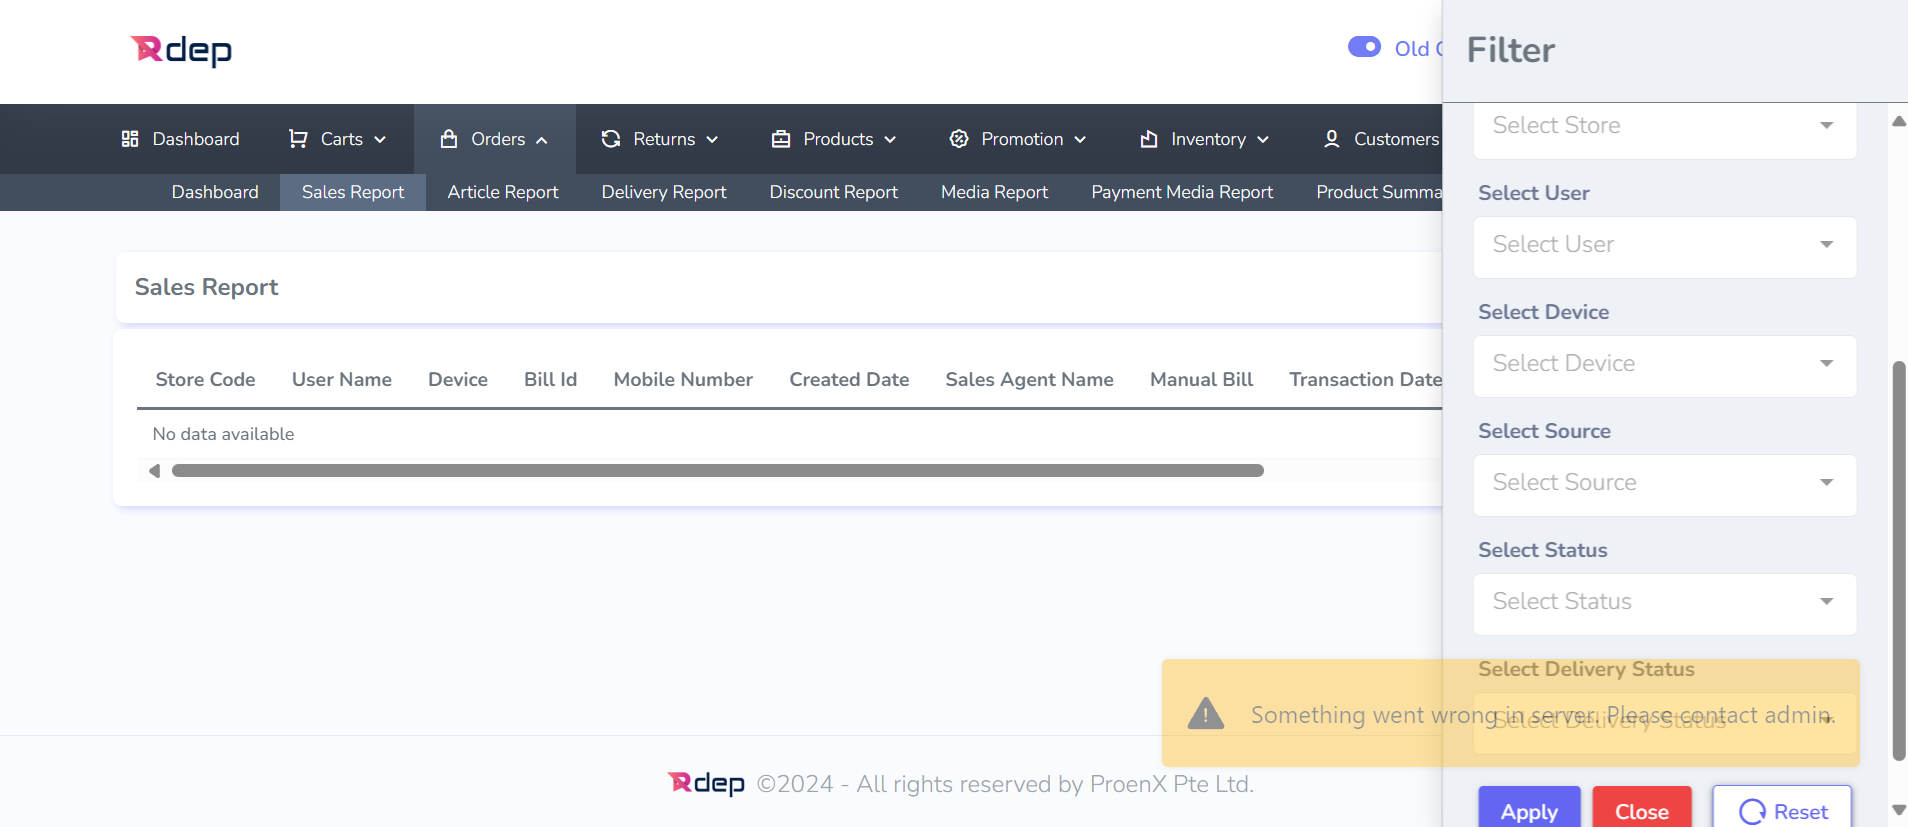 Rdep
Old
Filter
Dashboard Carts Orders Returns Products Promotion Inventory Customers
Dashboard Sales Report Article Report Delivery Report Discount Report Media Report Payment Media Report Product Summa
Select Store
Select User
Select User
Select Device
Select Device
Select Source
Select Source
Select Status
Select Status
Select Delivery Status
Select Delivery Status
Sales Report
Store Code User Name Device Bill Id Mobile Number Created Date Sales Agent Name Manual Bill Transaction Date
No data available
Something went wrong in server. Please contact admin.
Apply Close Reset
Rdep ©2024 - All rights reserved by ProenX Pte Ltd.